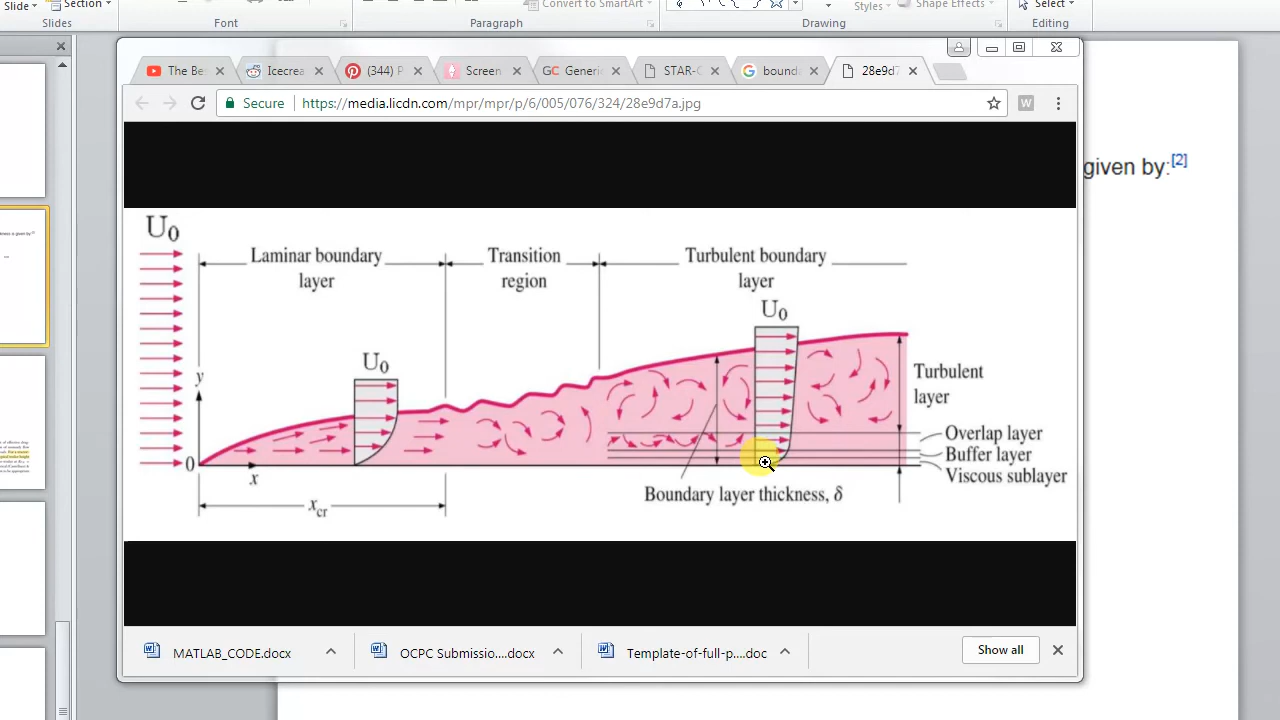 Slide
Section
Convert to SmartArt
Styles
Shape Effects
Select
Slides
Font
Paragraph
Drawing
Editing
The Be
Icecrea
(344) P
Screen
GC Generi
STAR-C
bound
28e9d7
Secure https://media.licdn.com/mpr/mpr/p/6/005/076/324/28e9d7a.jpg
W
given by:[2]
U0
Laminar boundary
layer
Transition
region
Turbulent boundary
layer
U0
U0
y
Turbulent
layer
Overlap layer
Buffer layer
Viscous sublayer
0
x
Boundary layer thickness, δ
xcr
MATLAB_CODE.docx
OCPC Submissio....docx
Template-of-full-p....doc
Show all